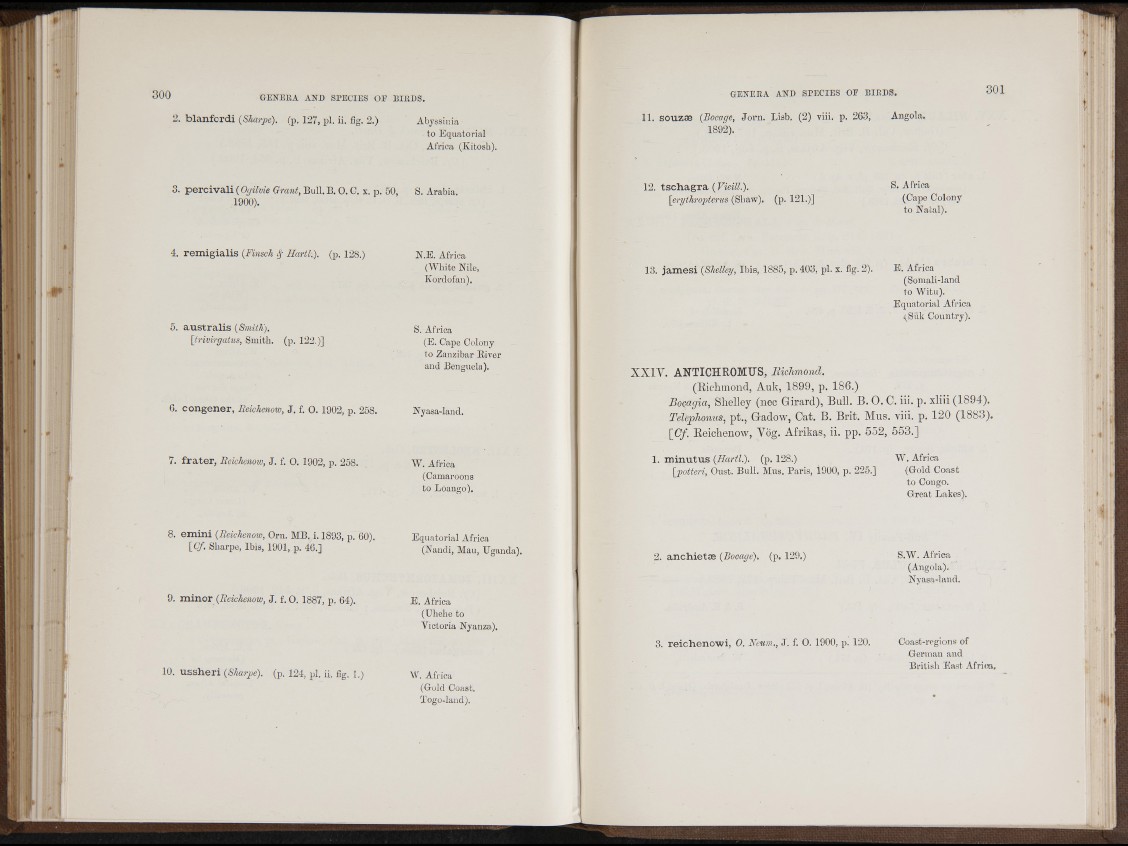 300
GENERA AND SPECIES OF BIRDS.
2. blanfordi (Sharpe). (p. 127, pl. ii. fig. 2.) Abyssinia
to Equatorial
Africa (Kitosh).
3. percivali (Ogilvie Grant, Bull. B. O. C. x. p. 50, S. Arabia.
1900).
4. remigialis (Finsch & Hartl.). (p. 128.) N.E. Africa
(White Nile,
Kordofan).
5. australis (Smith). S. Africa
[trivirgatus, Smith. (p. 122.)] (E. Cape Colony
to Zanzibar River
and Benguela).
6. congener, Reichenow, J. f. O. 1902, p. 258. Nyasa-land.
7. frater, Reichenow, J. f. O. 1902, p. 258. W. Africa
(Camaroons
to Loango).
8. emini (Reichenow, Orn. MB. i. 1893, p. 60). Equatorial Africa
[Cf. Sharpe, Ibis, 1901, p. 46.] (Nandi, Mau, Uganda).
9. minor (Reichenow, J. f. O. 1887, p. 64). E. Africa
(Uhehe to
Victoria Nyanza).
10. ussheri (Sharpe). (p. 124, pl. ii. fig. 1.) W. Africa
(Gold Coast,
Togo-land).
GENERA AND SPECIES OF BIRDS.
301
11. souzæ (Bocage, Jorn. Lisb. (2) viii. p. 263, Angola.
1892).
12. tschagra (Vieill.). S. Africa
[erythropterus (Shaw). (p. 121.)] (Cape Colony
to Natal).
13. jamesi (Shelley, Ibis, 1885, p. 403, pl. x. fig. 2). E. Africa
(Somali-land
to Witu).
Equatorial Africa
(Sük Country).
XXIV. ANTICHROMUS, Richmond.
(Richmond, Auk, 1899, p. 186.)
Bocagia, Shelley (nec Girard), Bull. B. O. C. iii. p. xliii (1894).
Telephonus, pt., Gadow, Cat. B. Brit. Mus. viii. p. 120 (1883).
[Cf. Reichenow, Vög. Afrikas, ii. pp. 552, 553.]
1. minutus (Hartl.). (p. 128.) W. Africa
[potteri, Oust. Bull. Mus. Paris, 1900, p. 225.] (Gold Coast
to Congo.
Great Lakes).
2. anchietæ (Bocage). (p. 129.) S.W. Africa
(Angola).
Nyasa-land.
3. reichenowi, O. Neum., J. f. O. 1900, p. 120. Coast-regions of
German and
British East Africa.